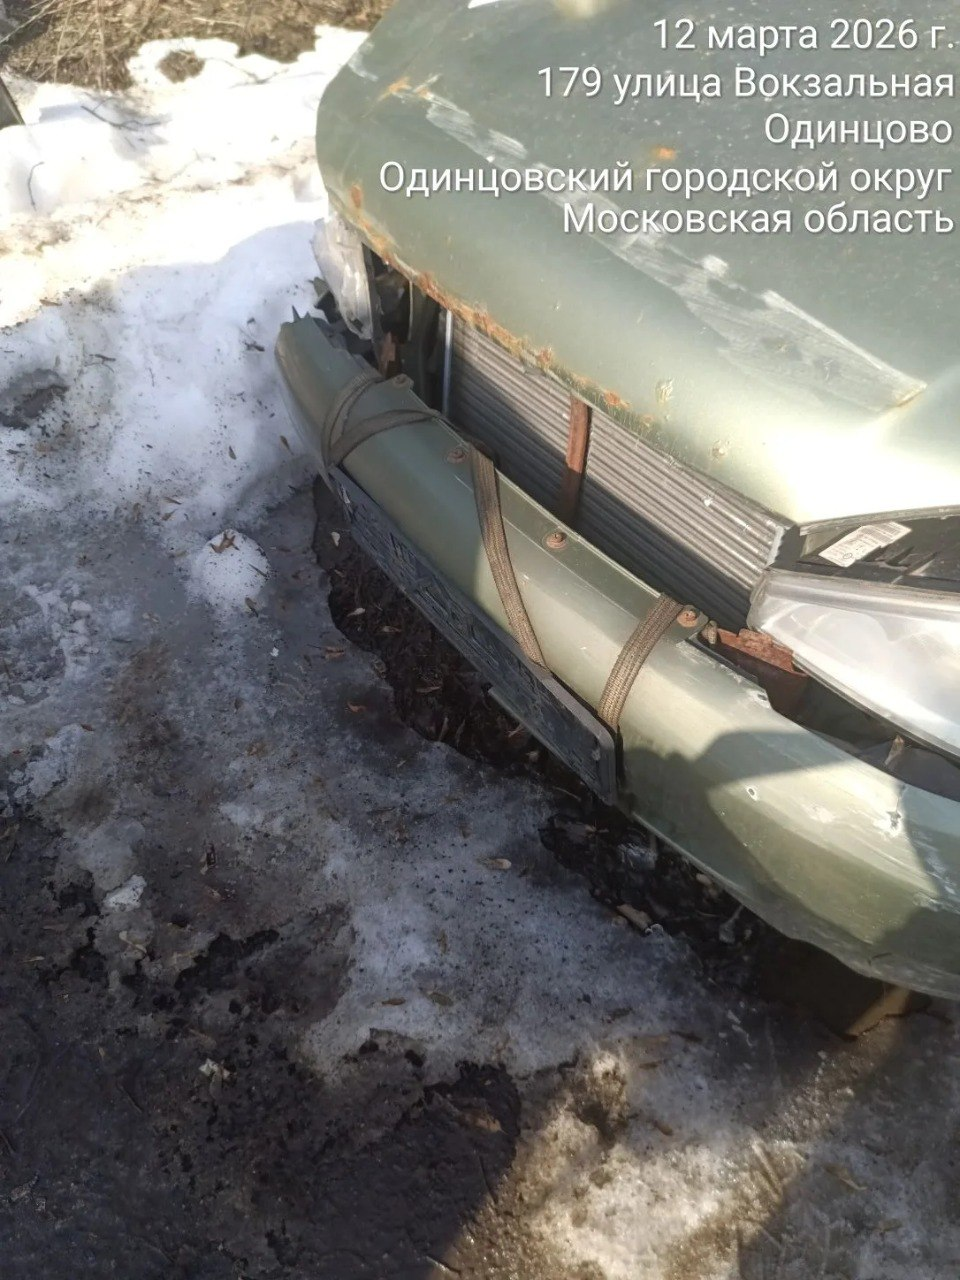 12 марта 2026 г.
179 улица Вокзальная
Одинцово
Одинцовский городской округ
Московская область